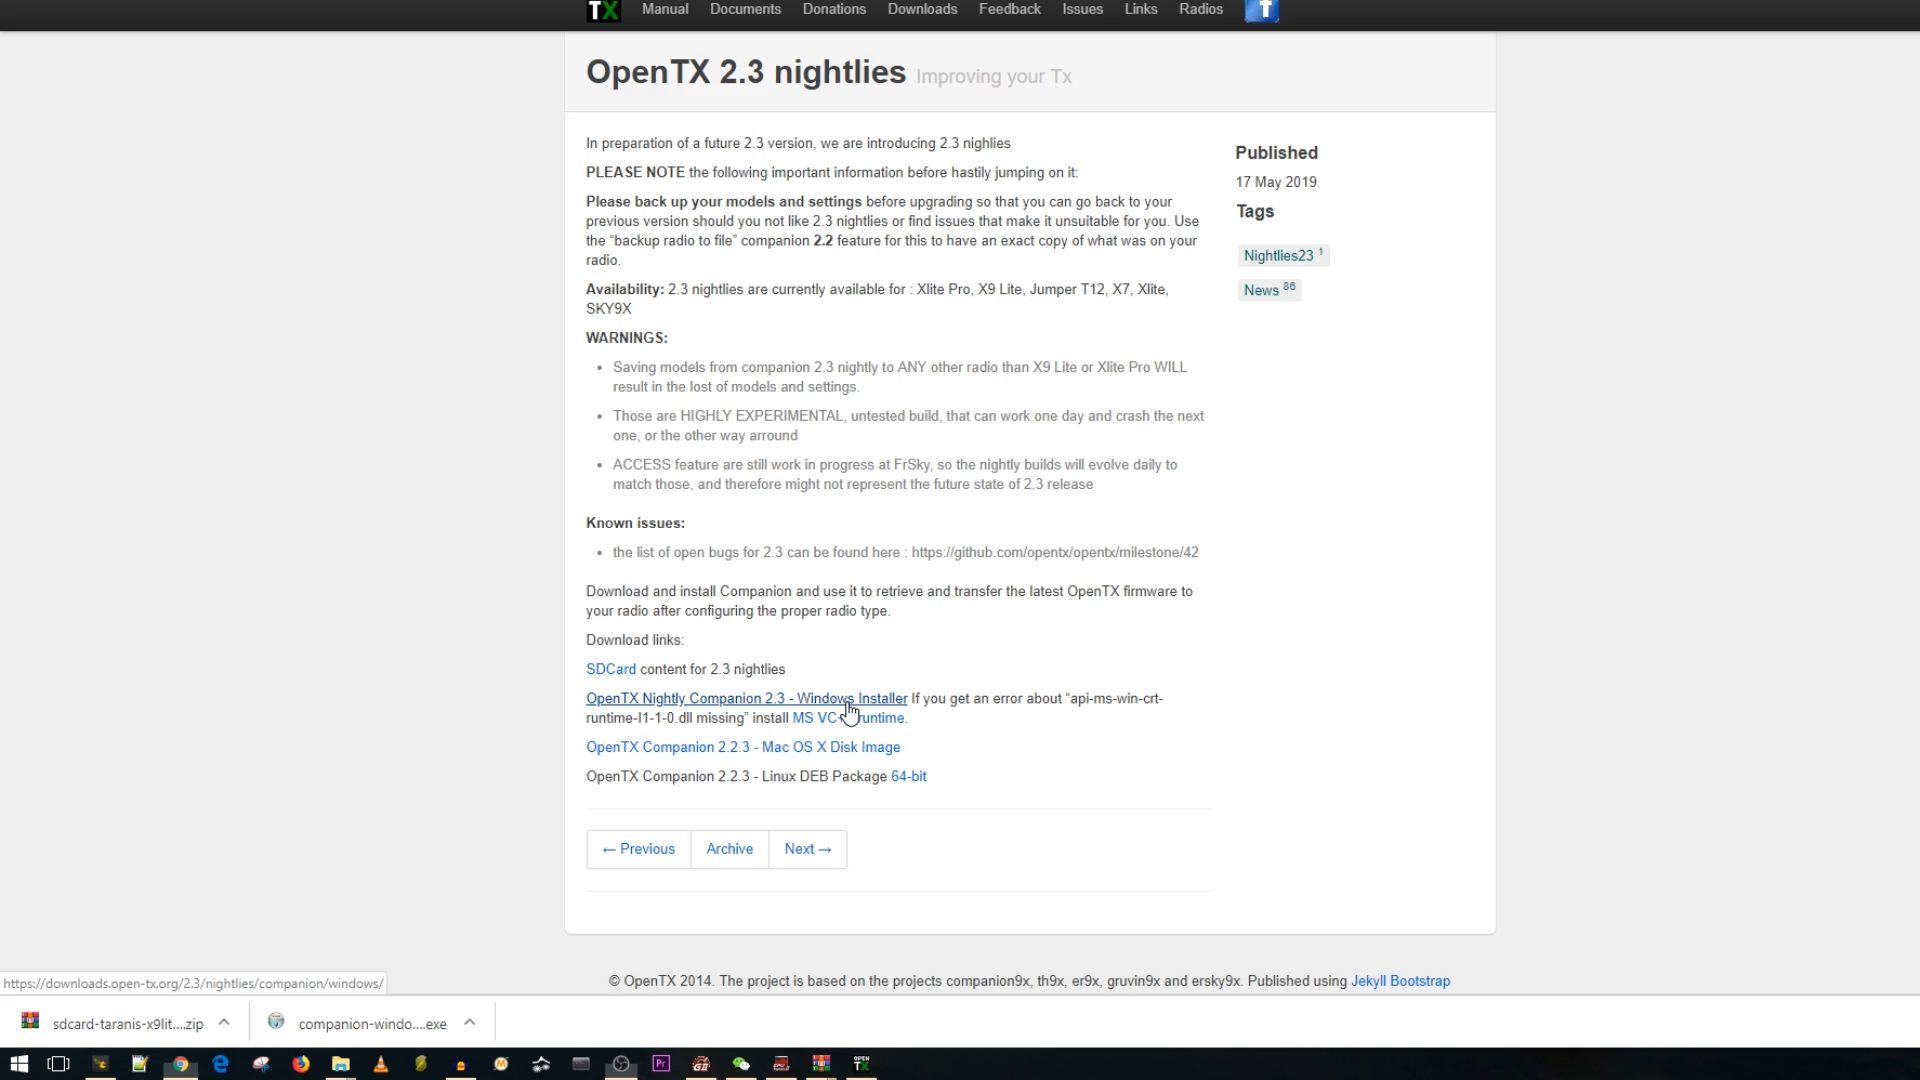 TX Manual Documents Donations Downloads Feedback Issues Links Radios T
OpenTX 2.3 nightlies Improving your Tx
In preparation of a future 2.3 version, we are introducing 2.3 nighlies
PLEASE NOTE the following important information before hastily jumping on it:
Please back up your models and settings before upgrading so that you can go back to your
previous version should you not like 2.3 nightlies or find issues that make it unsuitable for you. Use
the “backup radio to file” companion 2.2 feature for this to have an exact copy of what was on your
radio.
Availability: 2.3 nightlies are currently available for : Xlite Pro, X9 Lite, Jumper T12, X7, Xlite,
SKY9X
WARNINGS:
• Saving models from companion 2.3 nightly to ANY other radio than X9 Lite or Xlite Pro WILL
result in the lost of models and settings.
• Those are HIGHLY EXPERIMENTAL, untested build, that can work one day and crash the next
one, or the other way arround
• ACCESS feature are still work in progress at FrSky, so the nightly builds will evolve daily to
match those, and therefore might not represent the future state of 2.3 release
Known issues:
• the list of open bugs for 2.3 can be found here : https://github.com/opentx/opentx/milestone/42
Download and install Companion and use it to retrieve and transfer the latest OpenTX firmware to
your radio after configuring the proper radio type.
Download links:
SDCard content for 2.3 nightlies
OpenTX Nightly Companion 2.3 - Windows Installer If you get an error about “api-ms-win-crt-
runtime-l1-1-0.dll missing” install MS VC runtime.
OpenTX Companion 2.2.3 - Mac OS X Disk Image
OpenTX Companion 2.2.3 - Linux DEB Package 64-bit
← Previous Archive Next →
Published
17 May 2019
Tags
Nightlies23 1
News 86
© OpenTX 2014. The project is based on the projects companion9x, th9x, er9x, gruvin9x and ersky9x. Published using Jekyll Bootstrap
https://downloads.open-tx.org/2.3/nightlies/companion/windows/
sdcard-taranis-x9lit....zip companion-windo....exe
Pr OPEN TX